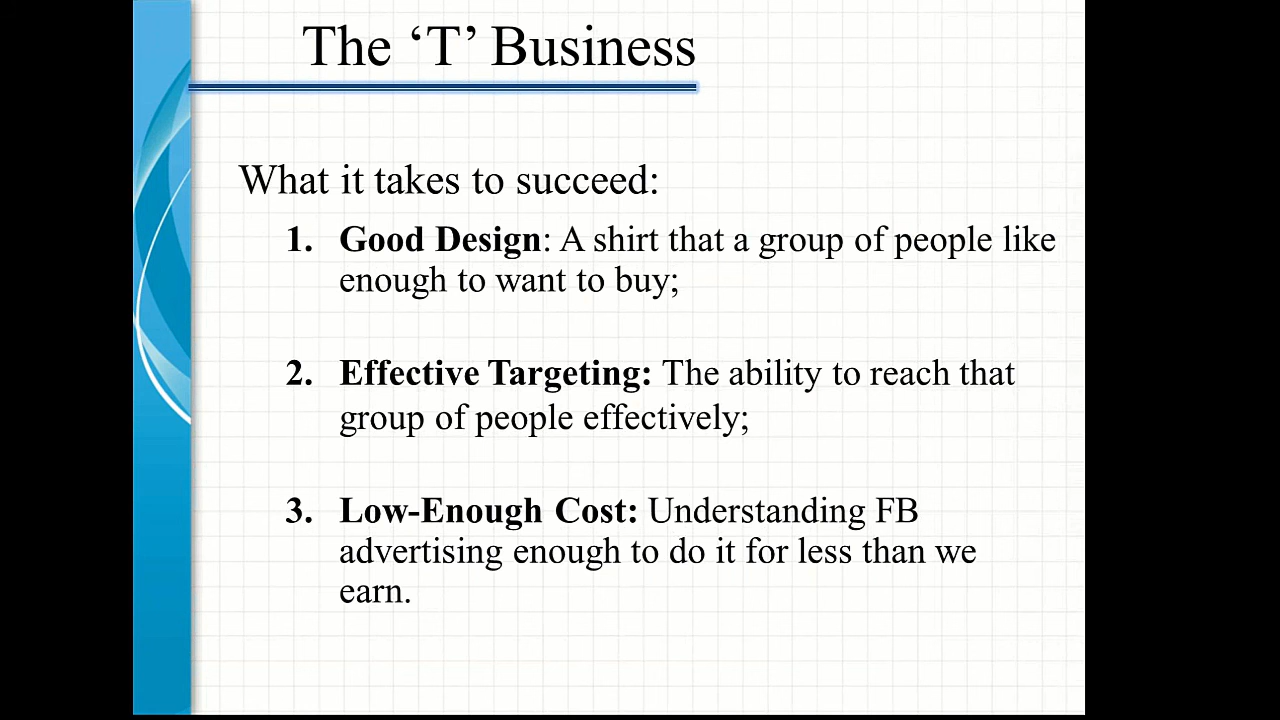 The ‘T’ Business
What it takes to succeed:
1. Good Design: A shirt that a group of people like
enough to want to buy;
2. Effective Targeting: The ability to reach that
group of people effectively;
3. Low-Enough Cost: Understanding FB
advertising enough to do it for less than we
earn.